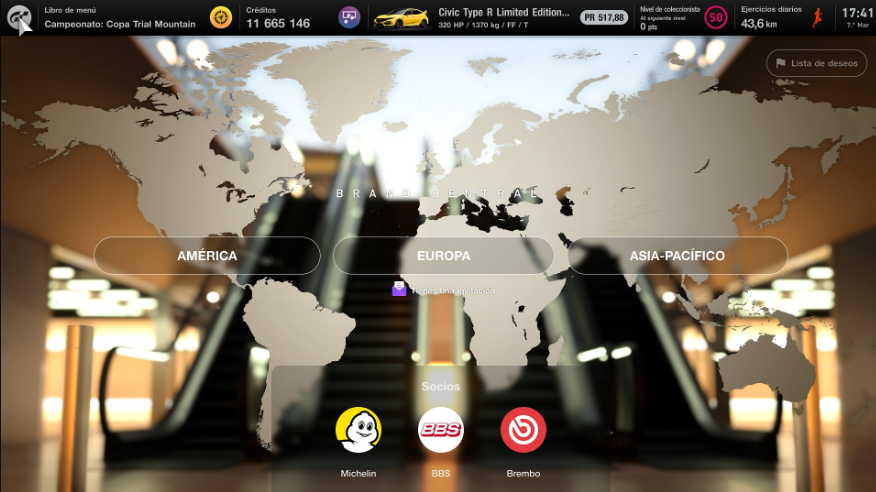 Libro de menú
Campeonato: Copa Trial Mountain
Créditos
11 665 146
Civic Type R Limited Edition...
320 HP / 1370 kg / FF / T
PR 517,88
Nivel de coleccionista
Al siguiente nivel
0 pts
50
Ejercicios diarios
43,6 km
17:41
7.° Mar
Lista de deseos
BRAND CENTRAL
AMÉRICA
EUROPA
ASIA-PACÍFICO
Tienes una invitación.
Socios
BBS
Michelin
BBS
Brembo